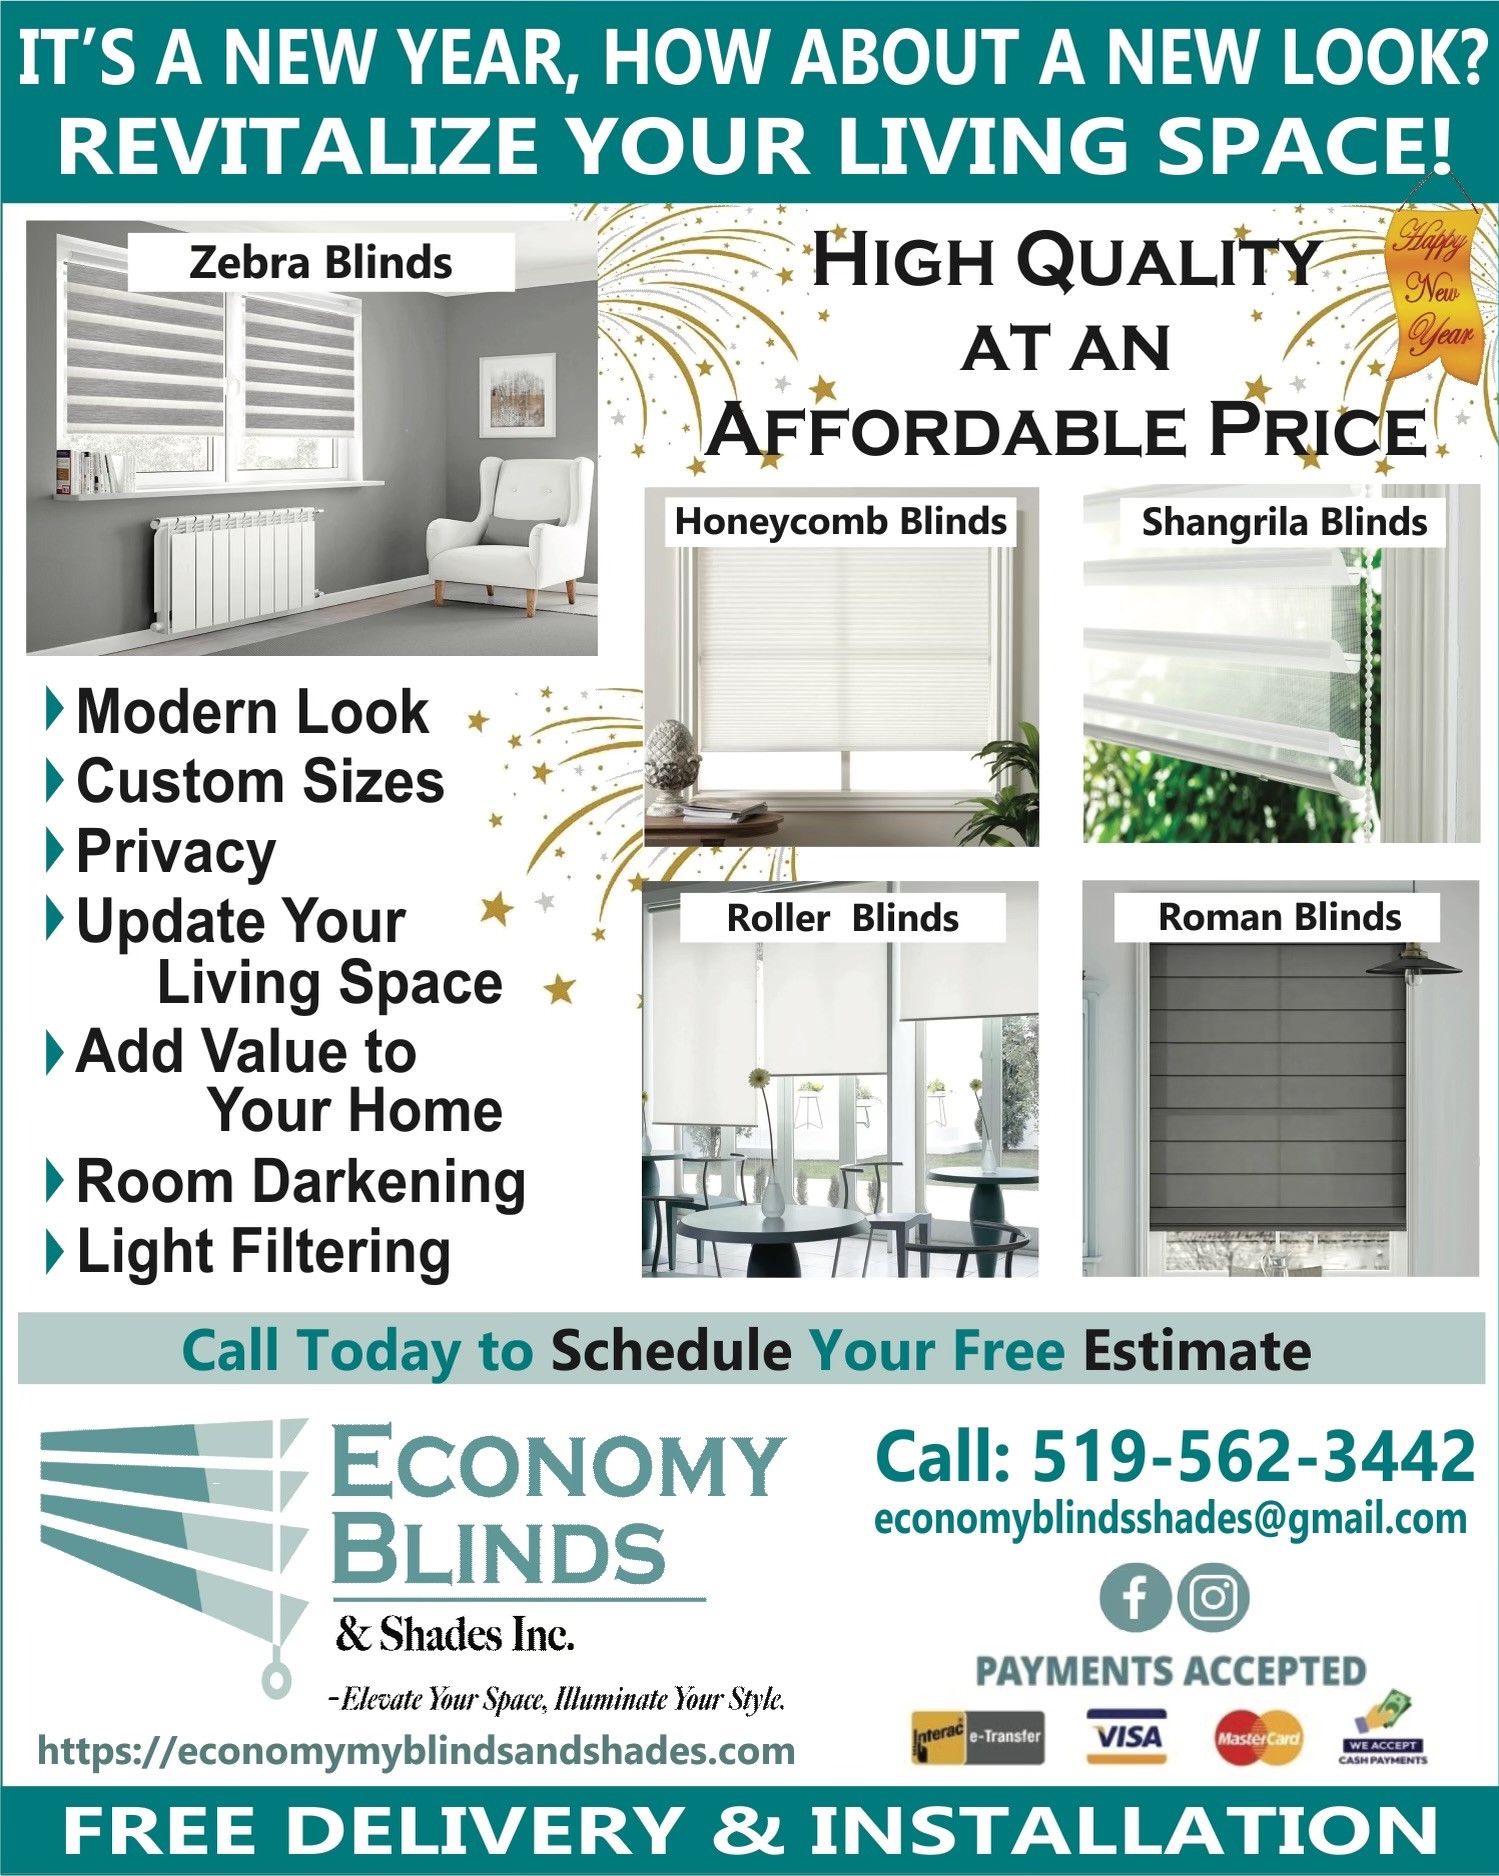 IT'S A NEW YEAR, HOW ABOUT A NEW LOOK?
REVITALIZE YOUR LIVING SPACE!
Happy
New
Year
Zebra Blinds
HIGH QUALITY
AT AN
AFFORDABLE PRICE
Honeycomb Blinds
Shangrila Blinds
Modern Look
Custom Sizes
Privacy
Update Your
Living Space
Add Value to
Your Home
Room Darkening
Light Filtering
Roller Blinds
Roman Blinds
Call Today to Schedule Your Free Estimate
ECONOMY
BLINDS
& Shades Inc.
-Elevate Your Space, Illuminate Your Style.
https://economymyblindsandshades.com
Call: 519-562-3442
economyblindsshades@gmail.com
PAYMENTS ACCEPTED
Interac e-Transfer
VISA
MasterCard
WE ACCEPT
CASH PAYMENTS
FREE DELIVERY & INSTALLATION